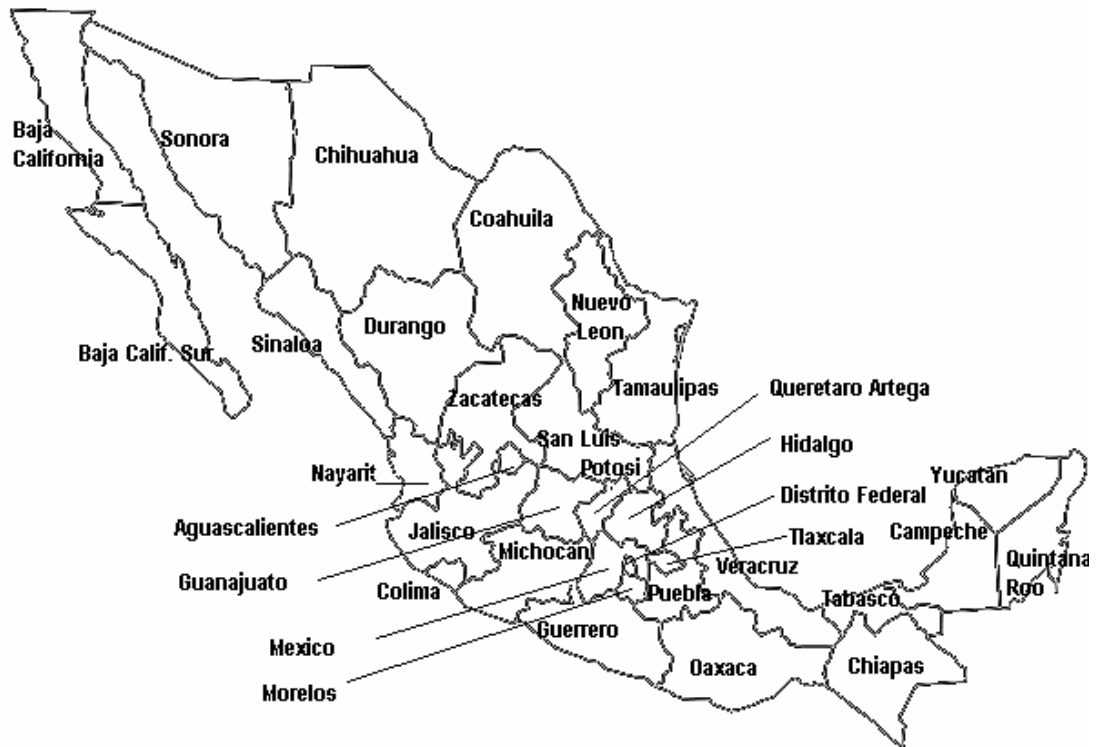 Baja
California
Sonora
Chihuahua
Coahuila
Nuevo
Leon
Durango
Sinaloa
Baja Calif. Sur
Tamaulipas
Zacatecas
Queretaro Artega
San Luis
Potosi
Hidalgo
Nayarit
Yucatan
Distrito Federal
Aguascalientes
Jalisco
Campeche
Tlaxcala
Michocan
Veracruz
Quintana
Roo
Guanajuato
Colima
Puebla
Tabasco
Guerrero
Mexico
Oaxaca
Chiapas
Morelos